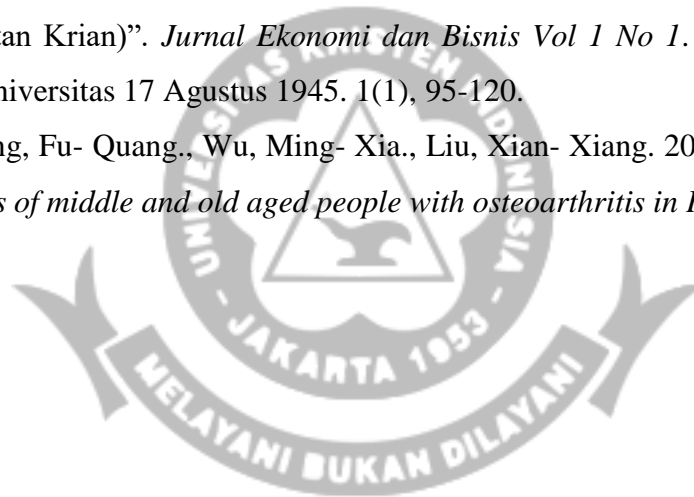 tan Krian)”. Jurnal Ekonomi dan Bisnis Vol 1 No 1.
niversitas 17 Agustus 1945. 1(1), 95-120.
ng, Fu- Quang., Wu, Ming- Xia., Liu, Xian- Xiang. 20
s of middle and old aged people with osteoarthritis in
UNIVERSITAS KRISTEN INDONESIA
- JAKARTA 1953 -
MELAYANI BUKAN DILAYANI